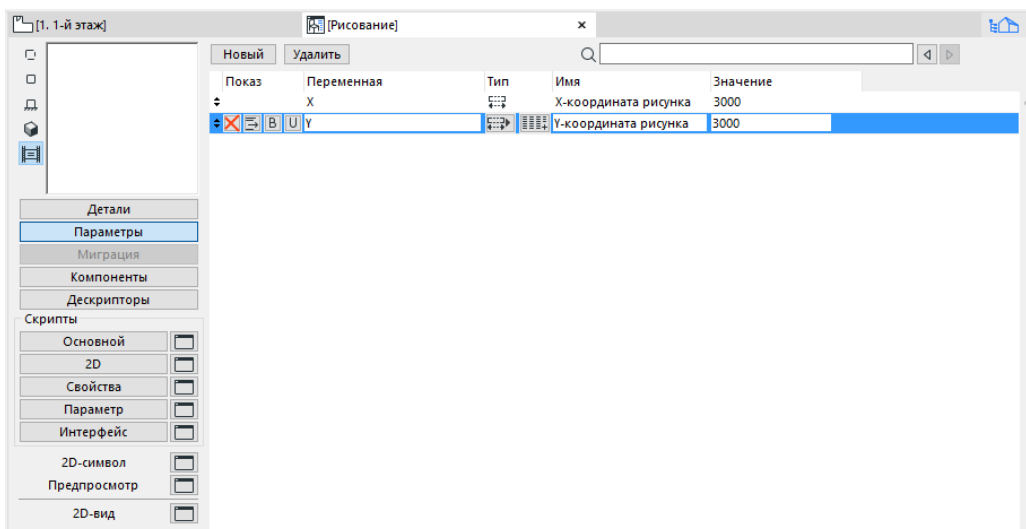 [1. 1-й этаж] [Рисование] ×
Новый Удалить
Показ Переменная Тип Имя Значение
X X-координата рисунка 3000
B U Y Y-координата рисунка 3000
Детали
Параметры
Миграция
Компоненты
Дескрипторы
Скрипты
Основной
2D
Свойства
Параметр
Интерфейс
2D-символ
Предпросмотр
2D-вид